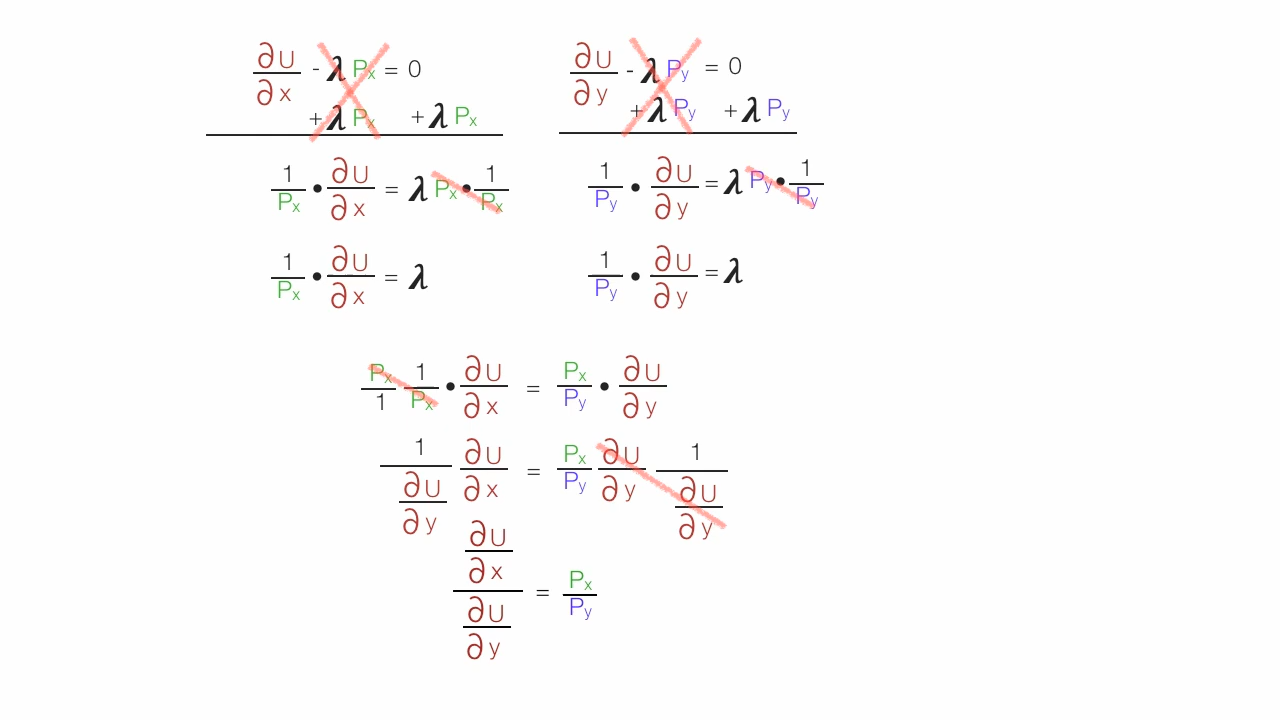 ∂U/∂x - λPx = 0
+ λPx + λPx
1/Px • ∂U/∂x = λPx • 1/Px
1/Px • ∂U/∂x = λ
∂U/∂y - λPy = 0
+ λPy + λPy
1/Py • ∂U/∂y = λPy • 1/Py
1/Py • ∂U/∂y = λ
Px/1 1/Px • ∂U/∂x = Px/Py • ∂U/∂y
1/(∂U/∂y) ∂U/∂x = Px/Py ∂U/∂y 1/(∂U/∂y)
(∂U/∂x)/(∂U/∂y) = Px/Py